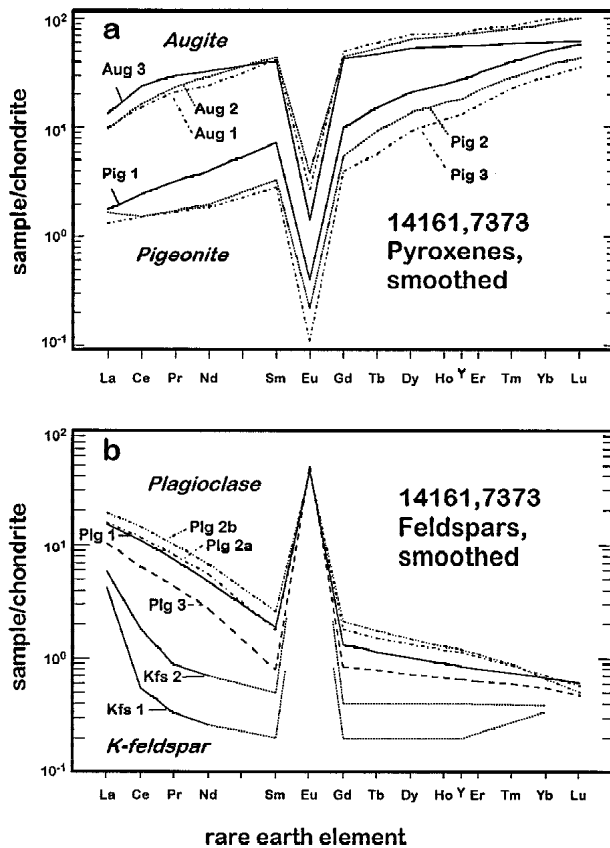 10²
a
Augite
Aug 3
Aug 2
Aug 1
10¹
Pig 1
Pig 2
Pig 3
10⁰
Pigeonite
14161,7373
Pyroxenes,
smoothed
10⁻¹
sample/chondrite
La Ce Pr Nd Sm Eu Gd Tb Dy Ho Y Er Tm Yb Lu
10²
b
Plagioclase
14161,7373
Feldspars,
smoothed
Plg 2b
Plg 1
Plg 2a
10¹
Plg 3
10⁰
Kfs 2
Kfs 1
K-feldspar
10⁻¹
sample/chondrite
La Ce Pr Nd Sm Eu Gd Tb Dy Ho Y Er Tm Yb Lu
rare earth element